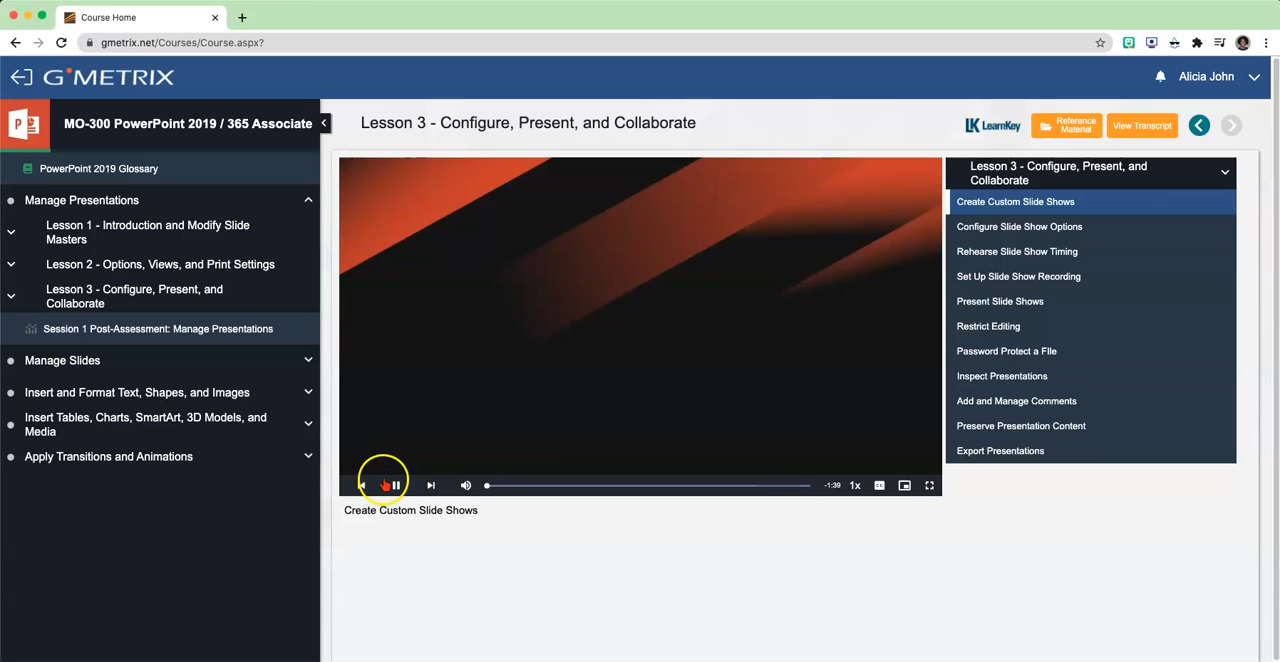 Course Home
gmetrix.net/Courses/Course.aspx?
GMETRIX
Alicia John
P
MO-300 PowerPoint 2019 / 365 Associate
Lesson 3 - Configure, Present, and Collaborate
LK LearnKey
Reference
Material
View Transcript
PowerPoint 2019 Glossary
Manage Presentations
Lesson 1 - Introduction and Modify Slide
Masters
Lesson 2 - Options, Views, and Print Settings
Lesson 3 - Configure, Present, and
Collaborate
Session 1 Post-Assessment: Manage Presentations
Manage Slides
Insert and Format Text, Shapes, and Images
Insert Tables, Charts, SmartArt, 3D Models, and
Media
Apply Transitions and Animations
Lesson 3 - Configure, Present, and
Collaborate
Create Custom Slide Shows
Configure Slide Show Options
Rehearse Slide Show Timing
Set Up Slide Show Recording
Present Slide Shows
Restrict Editing
Password Protect a FIle
Inspect Presentations
Add and Manage Comments
Preserve Presentation Content
Export Presentations
-1:39
1x
Create Custom Slide Shows